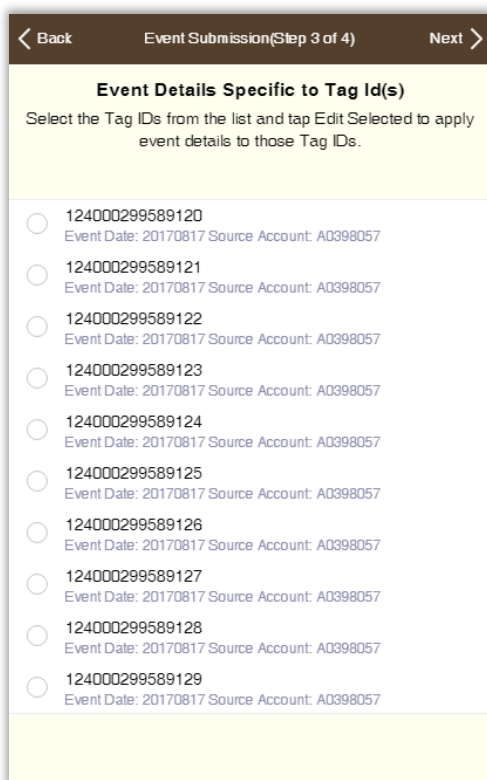 Back
Event Submission(Step 3 of 4)
Next
Event Details Specific to Tag Id(s)
Select the Tag IDs from the list and tap Edit Selected to apply
event details to those Tag IDs.
124000299589120
Event Date: 20170817 Source Account: A0398057
124000299589121
Event Date: 20170817 Source Account: A0398057
124000299589122
Event Date: 20170817 Source Account: A0398057
124000299589123
Event Date: 20170817 Source Account: A0398057
124000299589124
Event Date: 20170817 Source Account: A0398057
124000299589125
Event Date: 20170817 Source Account: A0398057
124000299589126
Event Date: 20170817 Source Account: A0398057
124000299589127
Event Date: 20170817 Source Account: A0398057
124000299589128
Event Date: 20170817 Source Account: A0398057
124000299589129
Event Date: 20170817 Source Account: A0398057